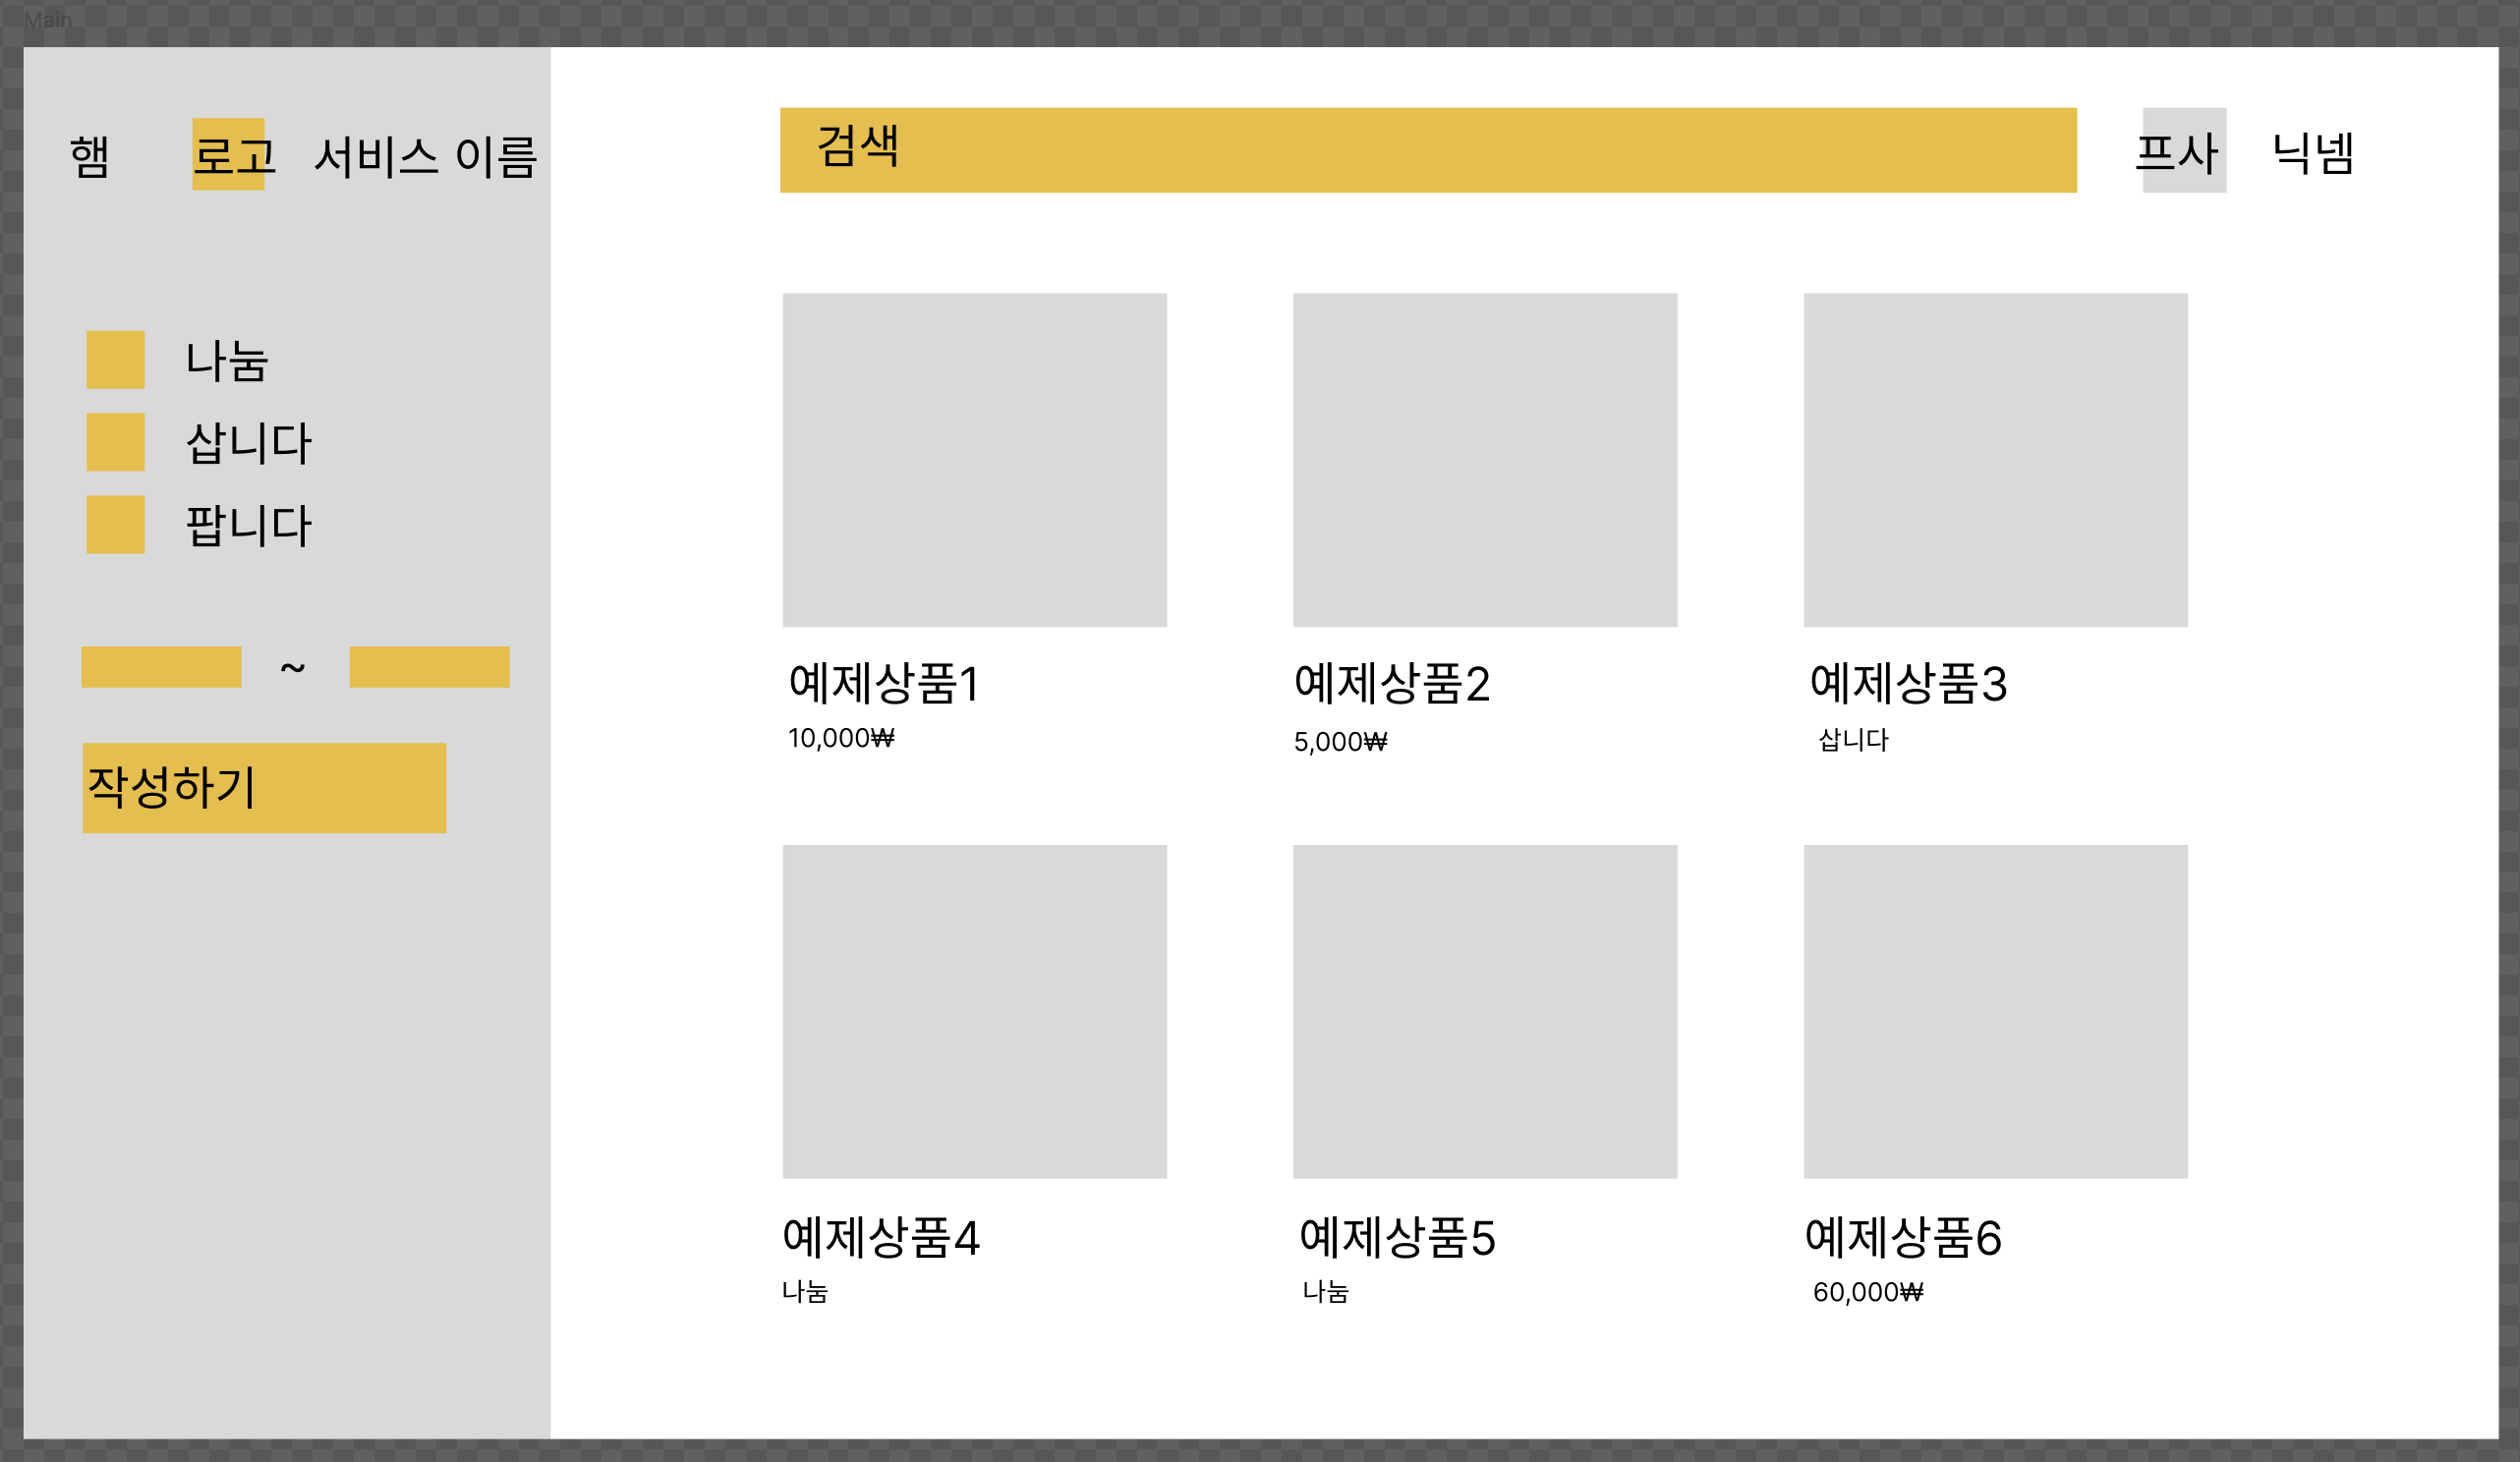 Main
햄 로고 서비스 이름
검색
프사 닉넴
나눔
삽니다
팝니다
~
작성하기
예제상품1
10,000₩
예제상품2
5,000₩
예제상품3
삽니다
예제상품4
나눔
예제상품5
나눔
예제상품6
60,000₩